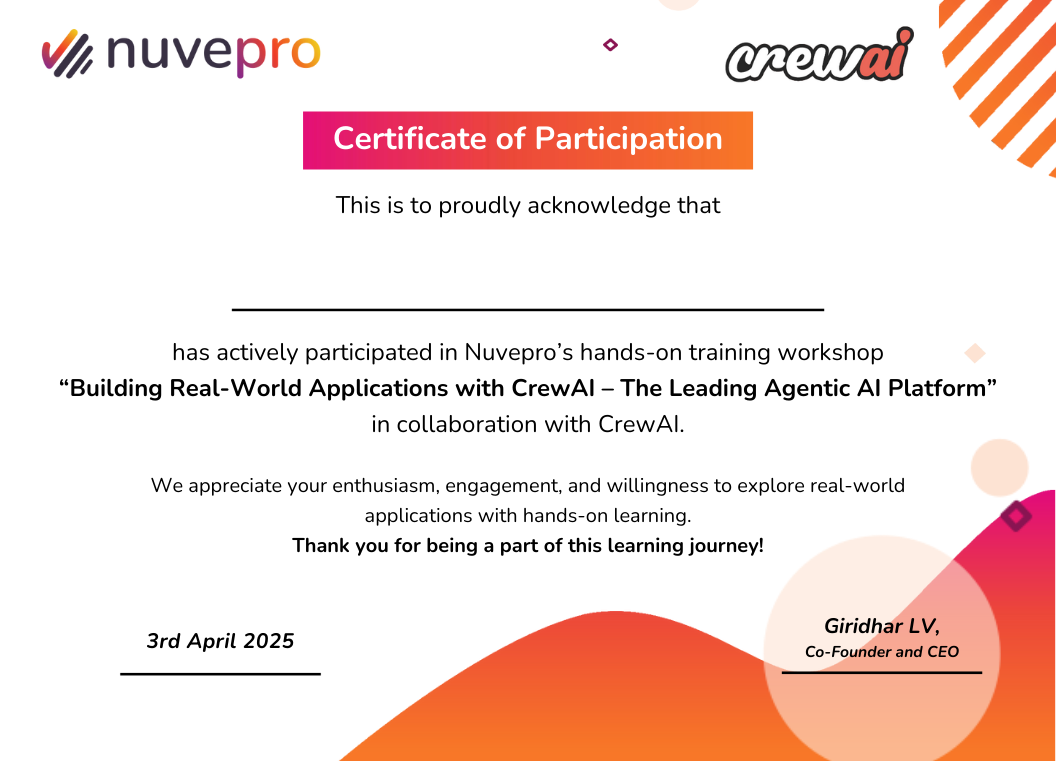 nuvepro
crewai
Certificate of Participation
This is to proudly acknowledge that
has actively participated in Nuvepro’s hands-on training workshop
“Building Real-World Applications with CrewAI – The Leading Agentic AI Platform”
in collaboration with CrewAI.
We appreciate your enthusiasm, engagement, and willingness to explore real-world
applications with hands-on learning.
Thank you for being a part of this learning journey!
3rd April 2025
Giridhar LV,
Co-Founder and CEO